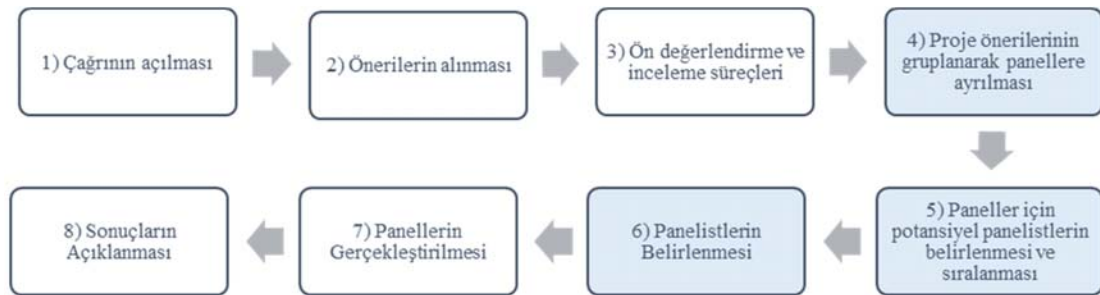 1) Çağrının açılması
2) Önerilerin alınması
3) Ön değerlendirme ve
inceleme süreçleri
4) Proje önerilerinin
gruplanarak panellere
ayrılması
5) Paneller için
potansiyel panelistlerin
belirlenmesi ve
sıralanması
6) Panelistlerin
Belirlenmesi
7) Panellerin
Gerçekleştirilmesi
8) Sonuçların
Açıklanması